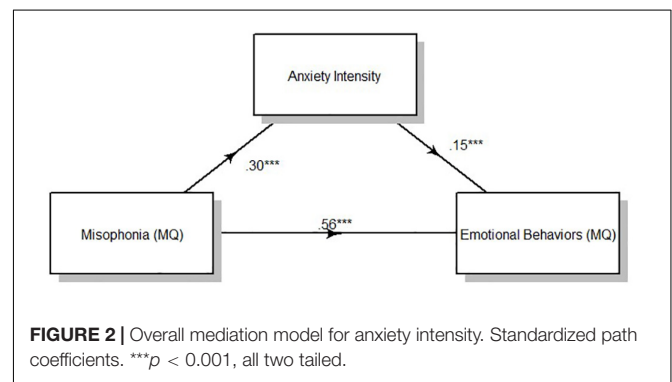 Anxiety Intensity
.30***
.15***
.56***
Misophonia (MQ)
Emotional Behaviors (MQ)
FIGURE 2 | Overall mediation model for anxiety intensity. Standardized path
coefficients. ***p < 0.001, all two tailed.